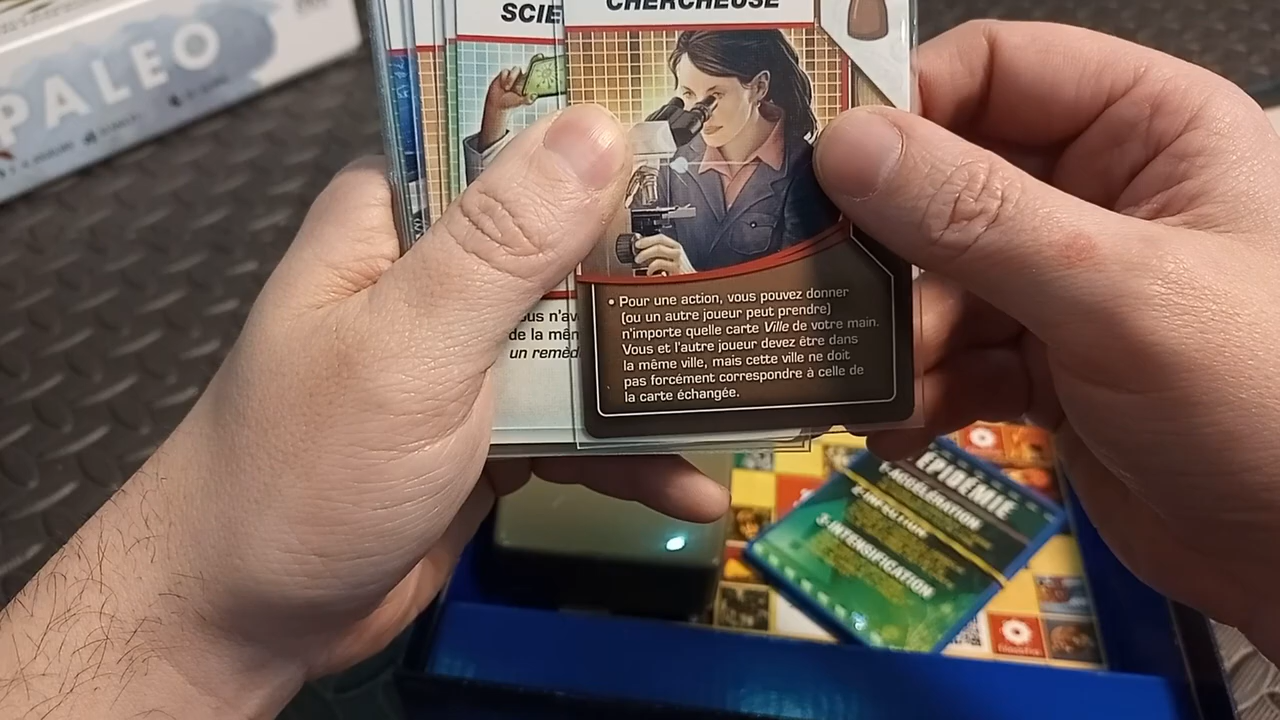 PALEO
SCIE
CHERCHEUSE
• Pour une action, vous pouvez donner
(ou un autre joueur peut prendre)
n'importe quelle carte Ville de votre main.
Vous et l'autre joueur devez être dans
la même ville, mais cette ville ne doit
pas forcément correspondre à celle de
la carte échangée.
ous n'av
de la mêm
un remèd
ÉPIDÉMIE
1-ACCÉLÉRATION
2-INFECTION
3-INTENSIFICATION